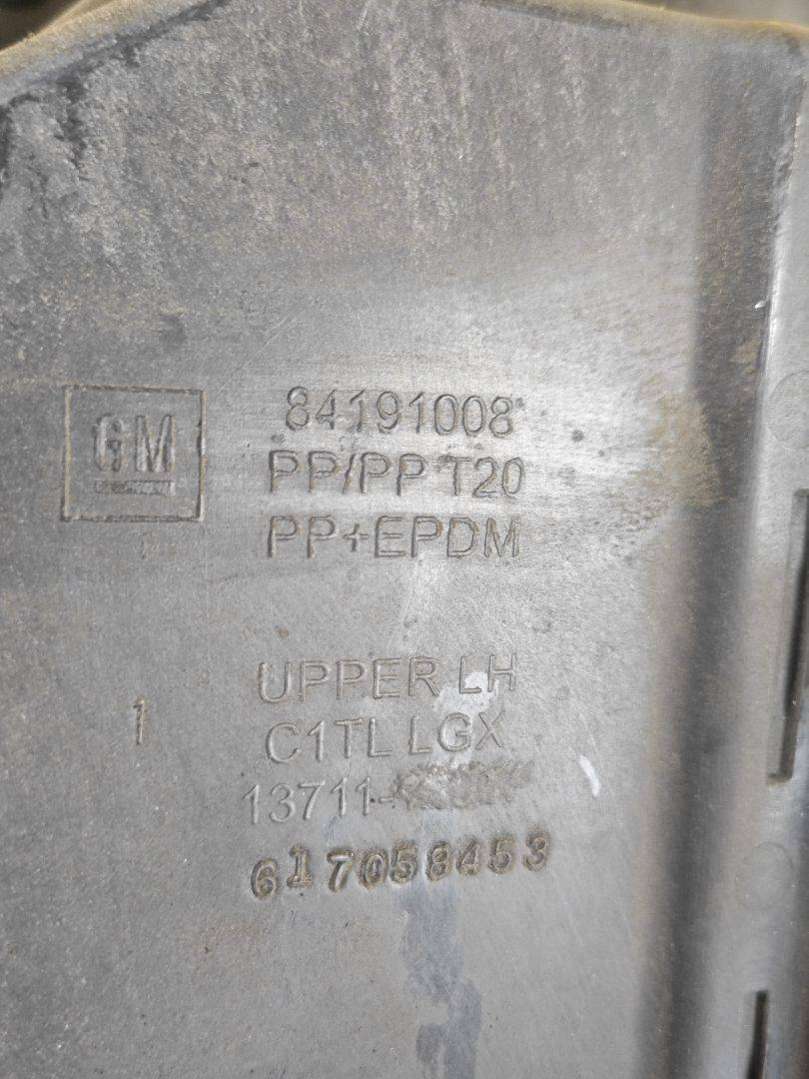 GM
84191008
PP/PP T20
PP+EPDM
1
UPPER LH
C1TL LGX
13711-
617058453